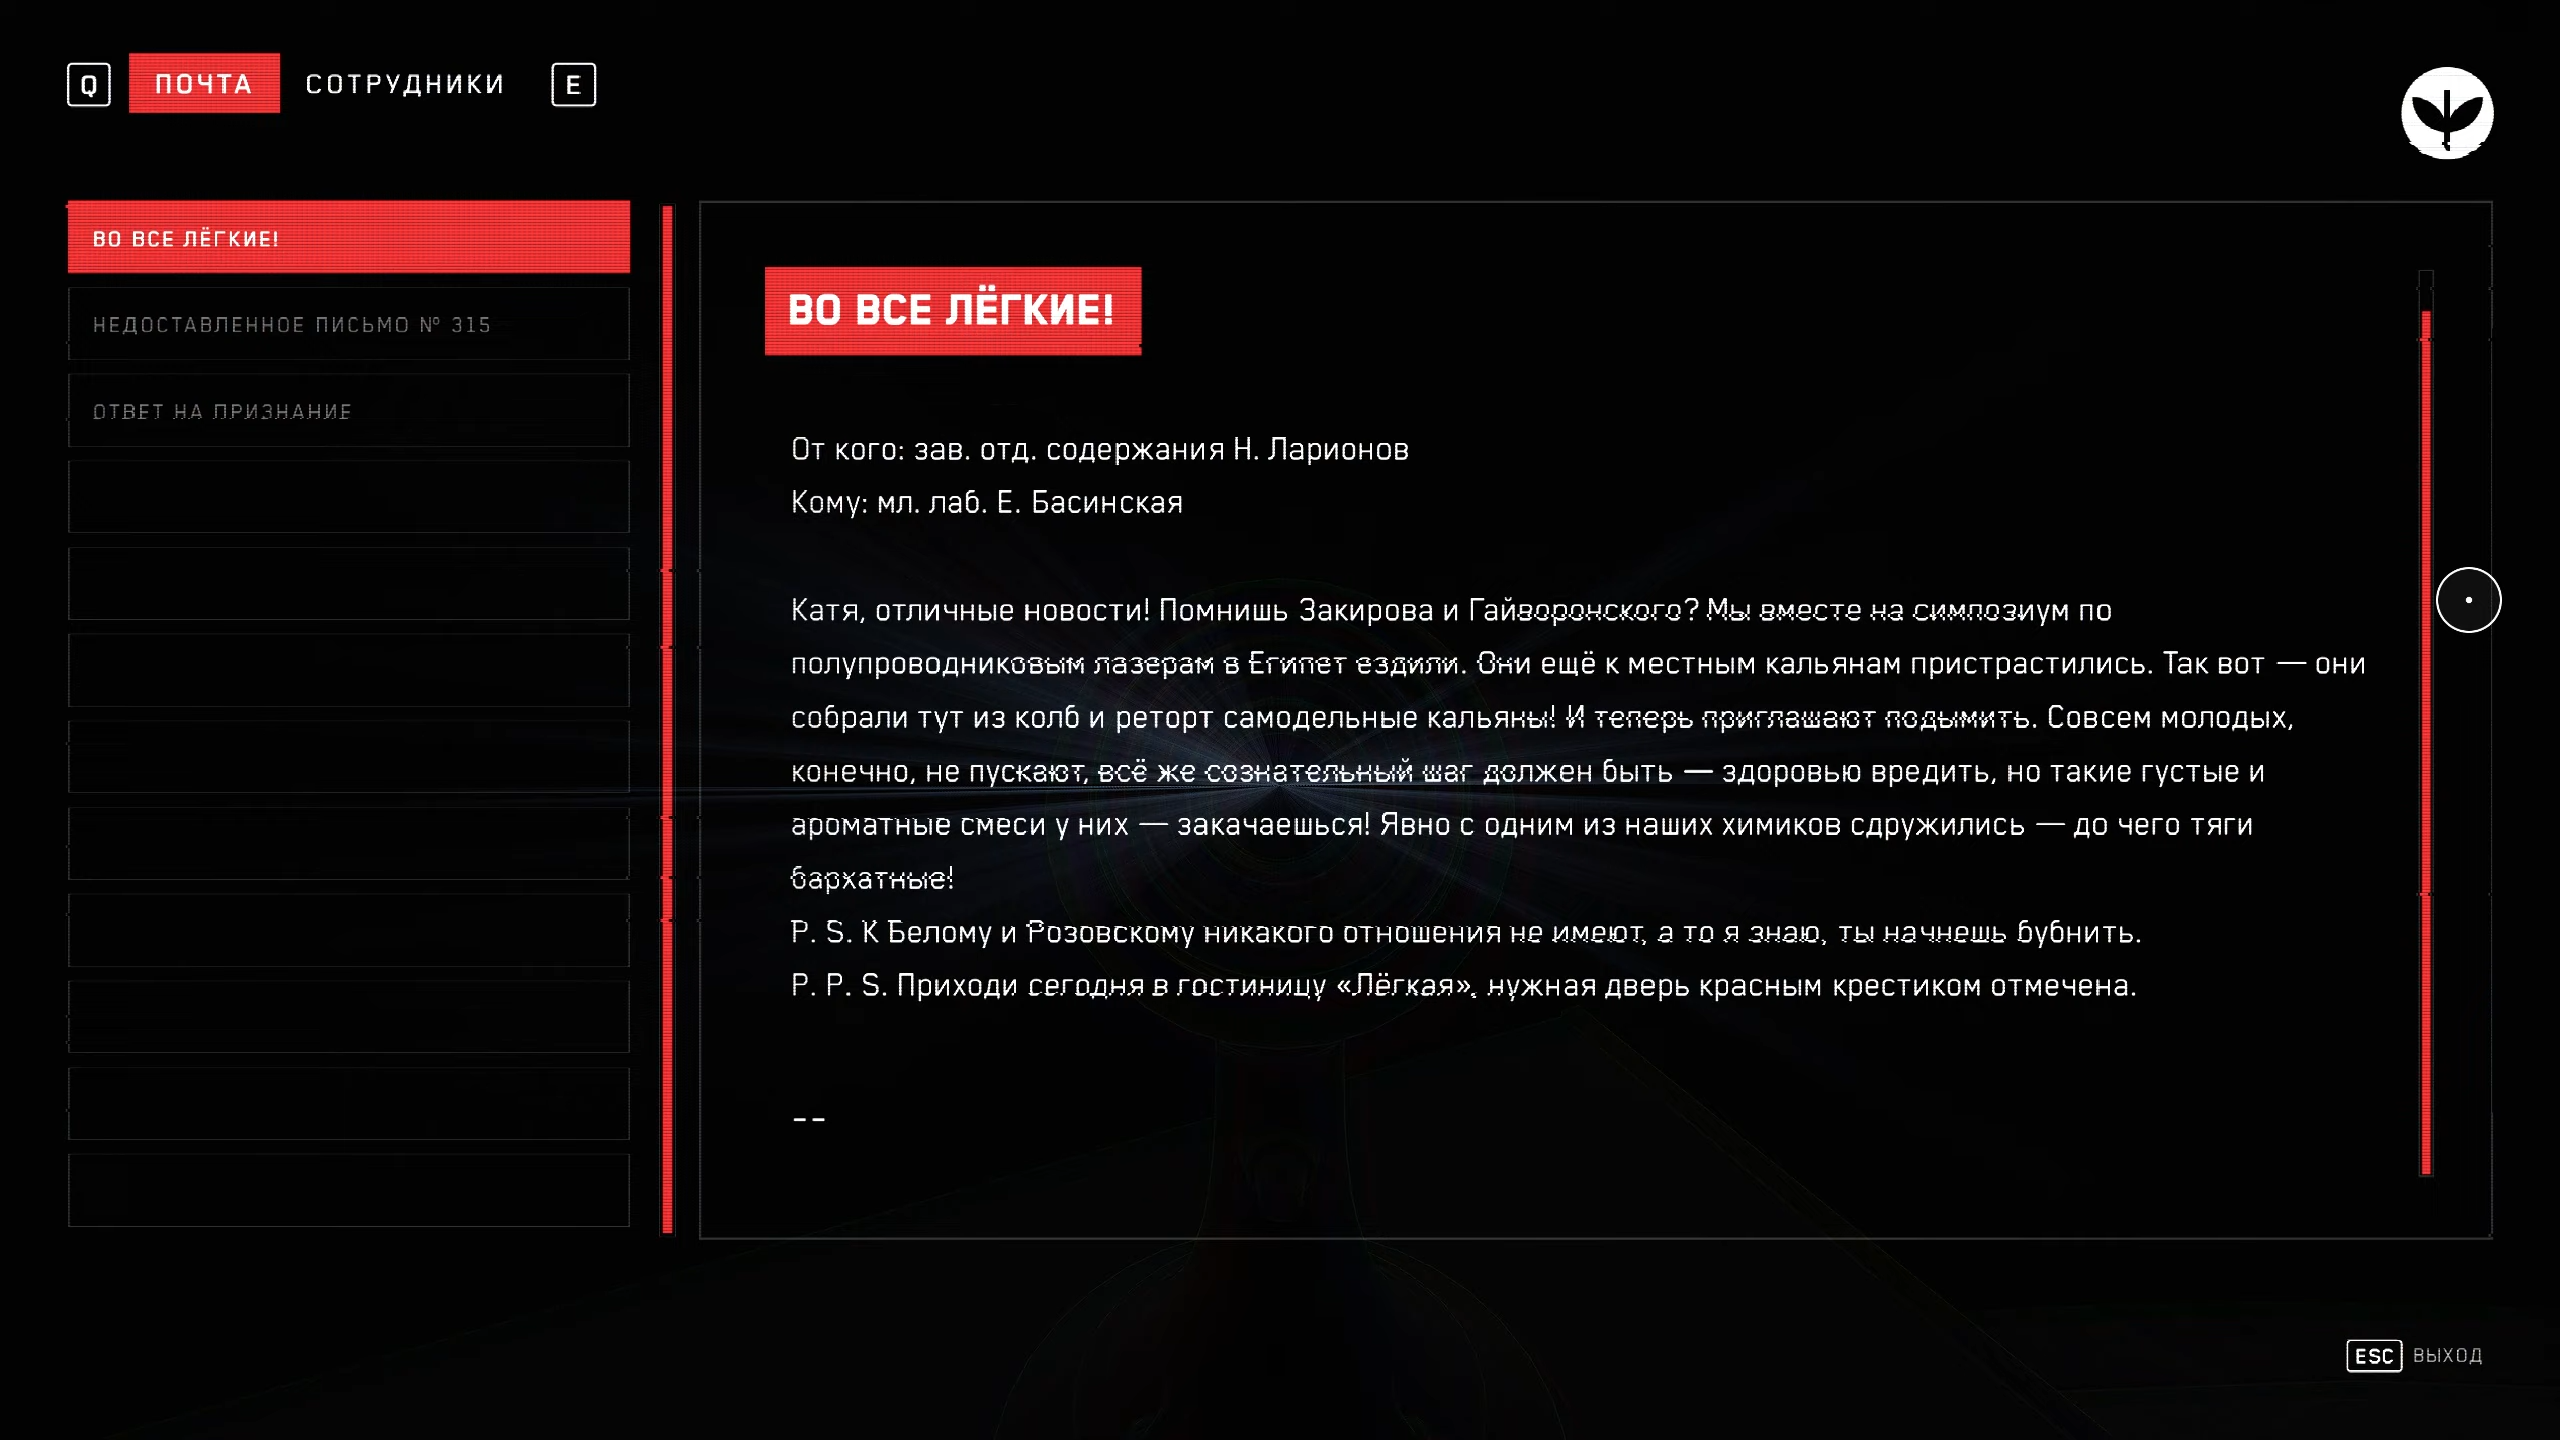 Q ПОЧТА СОТРУДНИКИ E
ВО ВСЕ ЛЁГКИЕ!
НЕДОСТАВЛЕННОЕ ПИСЬМО № 315
ОТВЕТ НА ПРИЗНАНИЕ
ВО ВСЕ ЛЁГКИЕ!
От кого: зав. отд. содержания Н. Ларионов
Кому: мл. лаб. Е. Басинская
Катя, отличные новости! Помнишь Закирова и Гайворонского? Мы вместе на симпозиум по
полупроводниковым лазерам в Египет ездили. Они ещё к местным кальянам пристрастились. Так вот — они
собрали тут из колб и реторт самодельные кальяны! И теперь приглашают подымить. Совсем молодых,
конечно, не пускают, всё же сознательный шаг должен быть — здоровью вредить, но такие густые и
ароматные смеси у них — закачаешься! Явно с одним из наших химиков сдружились — до чего тяги
бархатные!
P. S. К Белому и Розовскому никакого отношения не имеют, а то я знаю, ты начнешь бубнить.
P. P. S. Приходи сегодня в гостиницу «Лёгкая», нужная дверь красным крестиком отмечена.
--
ESC ВЫХОД